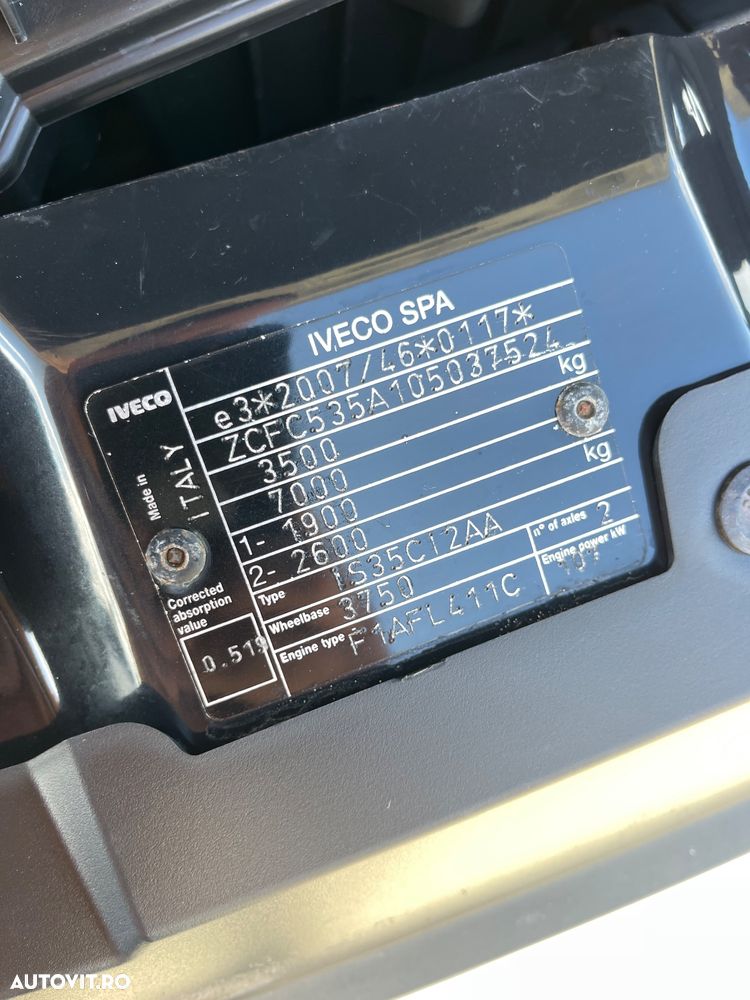 IVECO SPA
IVECO
e3*2007/46*0117*
ZCFC535A105037524
Made in
ITALY
3500 kg
7000
1- 1900
2- 2600 kg
Type IS35CI2AA n° of axles 2
Wheelbase 3750 Engine power kW
Engine type F1AFL411C 107
Corrected
absorption
value
0.519
AUTOVIT.RO